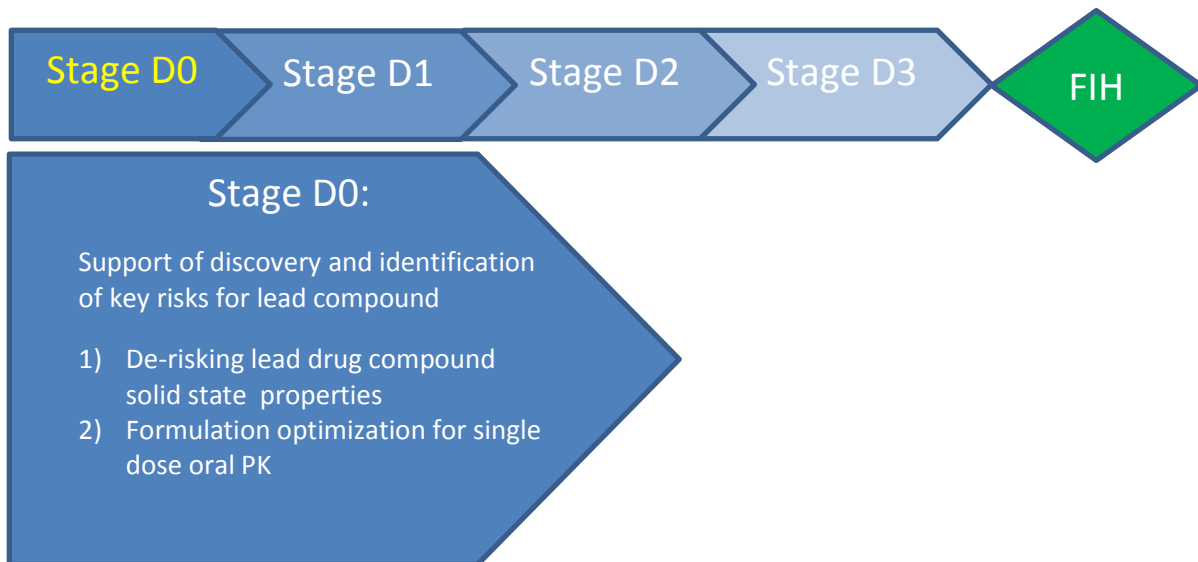 Stage D0
Stage D1
Stage D2
Stage D3
FIH
Stage D0:
Support of discovery and identification
of key risks for lead compound
1) De-risking lead drug compound
solid state properties
2) Formulation optimization for single
dose oral PK